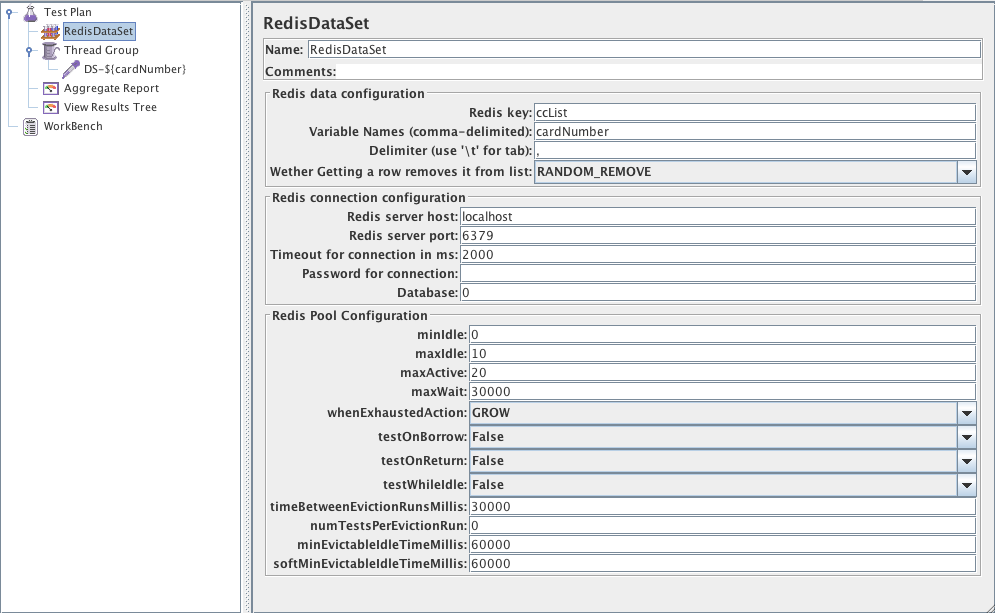 Test Plan
RedisDataSet
Thread Group
DS-${cardNumber}
Aggregate Report
View Results Tree
WorkBench
RedisDataSet
Name: RedisDataSet
Comments:
Redis data configuration
Redis key: ccList
Variable Names (comma-delimited): cardNumber
Delimiter (use '\t' for tab): ,
Wether Getting a row removes it from list: RANDOM_REMOVE
Redis connection configuration
Redis server host: localhost
Redis server port: 6379
Timeout for connection in ms: 2000
Password for connection:
Database: 0
Redis Pool Configuration
minIdle: 0
maxIdle: 10
maxActive: 20
maxWait: 30000
whenExhaustedAction: GROW
testOnBorrow: False
testOnReturn: False
testWhileIdle: False
timeBetweenEvictionRunsMillis: 30000
numTestsPerEvictionRun: 0
minEvictableIdleTimeMillis: 60000
softMinEvictableIdleTimeMillis: 60000